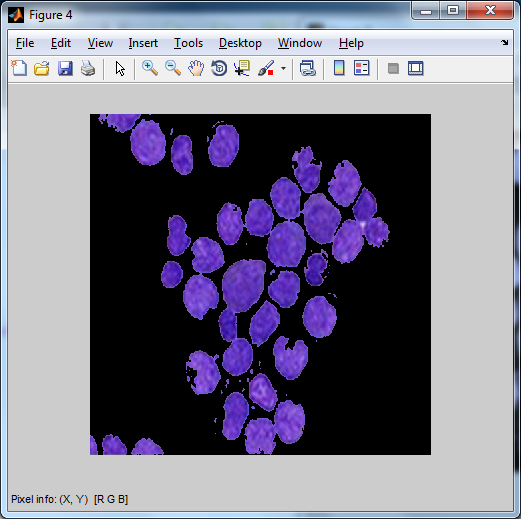 Figure 4
File Edit View Insert Tools Desktop Window Help
Pixel info: (X, Y) [R G B]